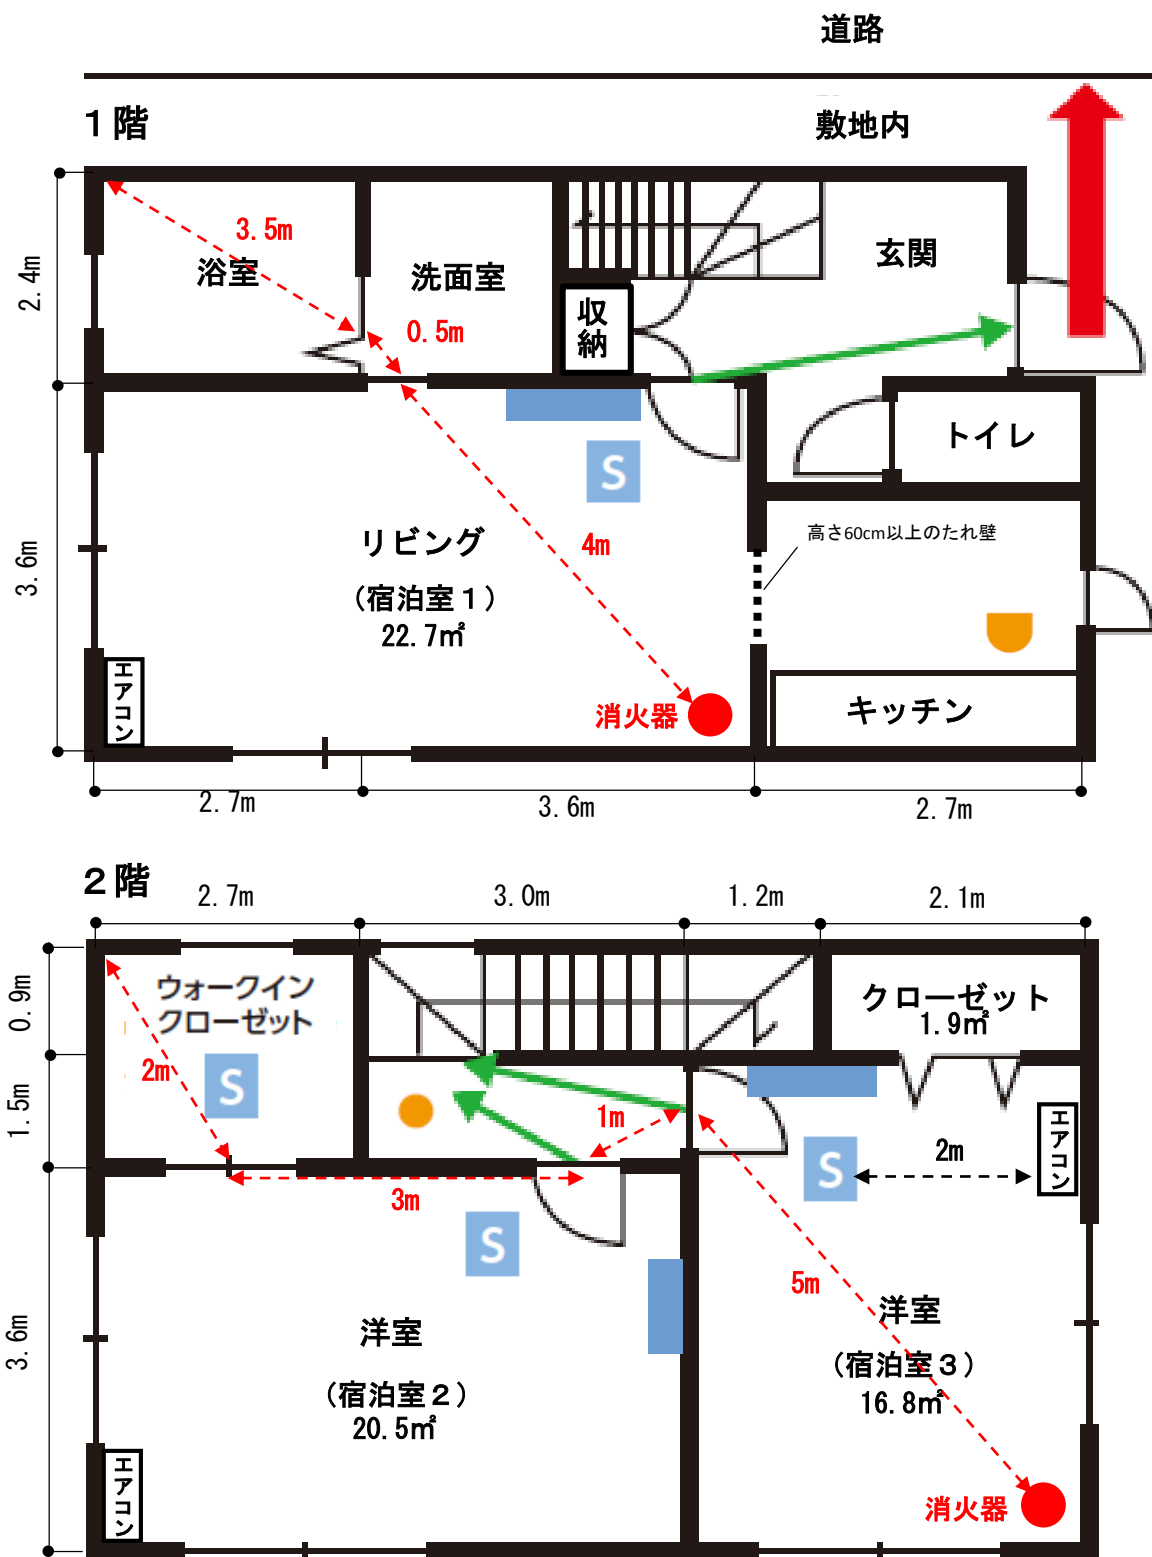 道路
1階
敷地内
3.5m
浴室
洗面室
玄関
2.4m
0.5m
収納
トイレ
S
リビング
4m
高さ60cm以上のたれ壁
3.6m
（宿泊室１）
22.7㎡
エアコン
消火器
キッチン
2.7m
3.6m
2.7m
2階
2.7m
3.0m
1.2m
2.1m
0.9m
ウォークイン
クローゼット
クローゼット
1.9㎡
2m
S
1.5m
1m
エアコン
S
2m
3m
S
5m
洋室
洋室
3.6m
（宿泊室２）
20.5㎡
（宿泊室３）
16.8㎡
エアコン
消火器